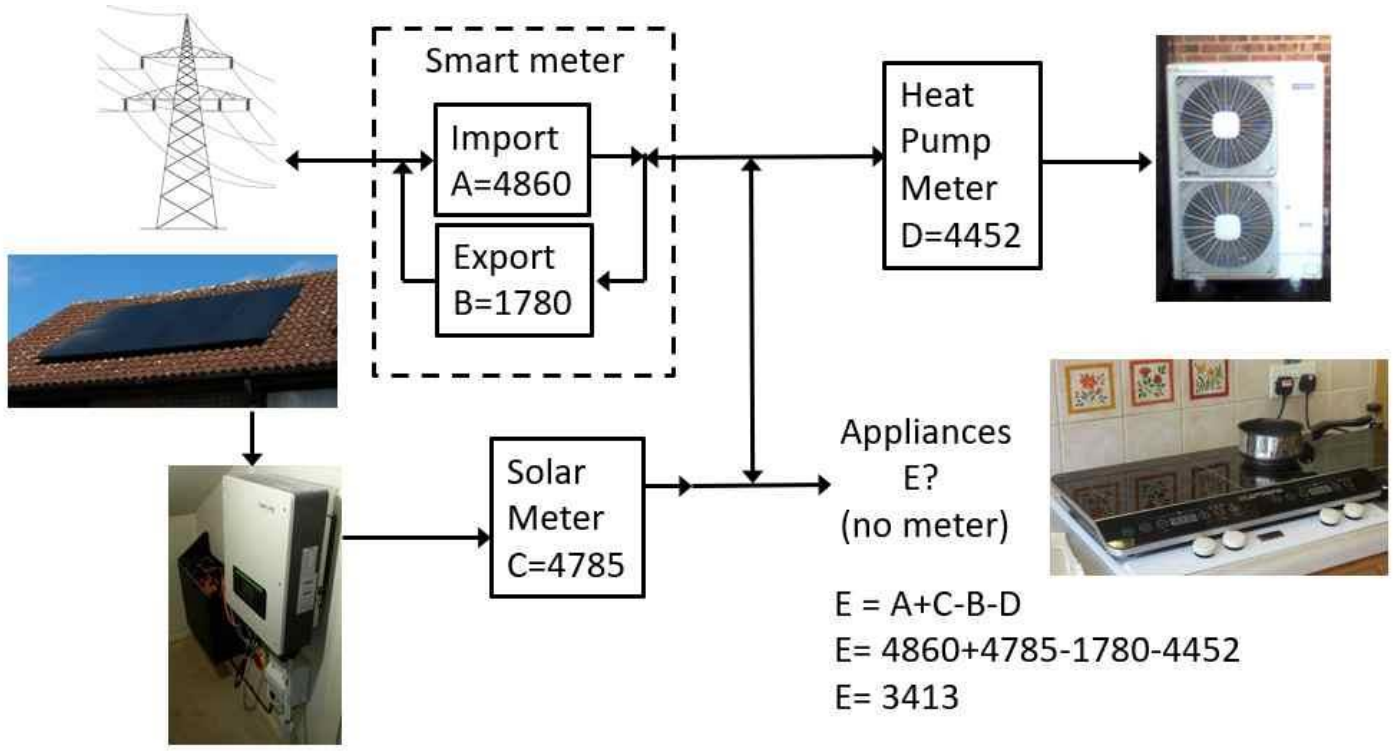 Smart meter
Import
A=4860
Export
B=1780
Heat
Pump
Meter
D=4452
Solar
Meter
C=4785
Appliances
E?
(no meter)
E = A+C-B-D
E= 4860+4785-1780-4452
E= 3413